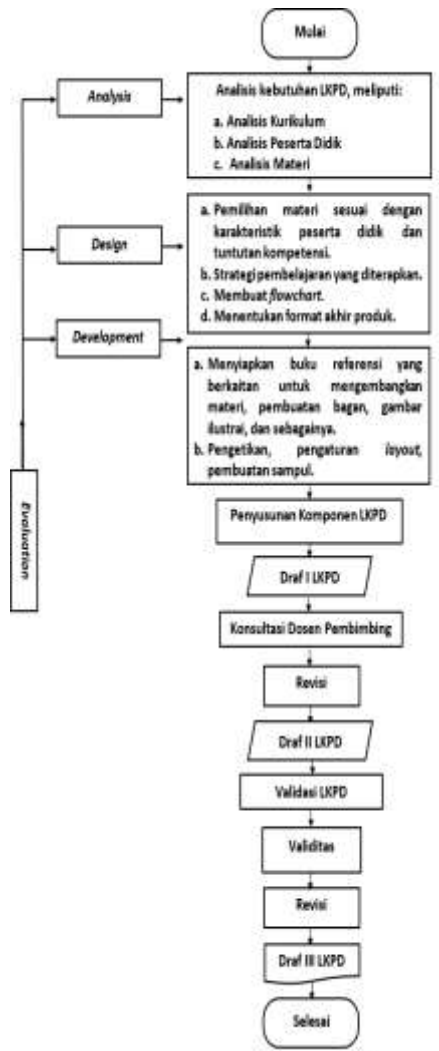 Mulai
Analysis
Analisis kebutuhan LKPD, meliputi:
a. Analisis Kurikulum
b. Analisis Peserta Didik
c. Analisis Materi
Design
a. Pemilihan materi sesuai dengan
karakteristik peserta didik dan
tuntutan kompetensi.
b. Strategi pembelajaran yang diterapkan.
c. Membuat flowchart.
d. Menentukan format akhir produk.
Development
a. Menyiapkan buku referensi yang
berkaitan untuk mengembangkan
materi, pembuatan bagan, gambar
ilustrai, dan sebagainya.
b. Pengetikan, pengaturan layout,
pembuatan sampul.
Evaluation
Penyusunan Komponen LKPD
Draf I LKPD
Konsultasi Dosen Pembimbing
Revisi
Draf II LKPD
Validasi LKPD
Validitas
Revisi
Draf III LKPD
Selesai